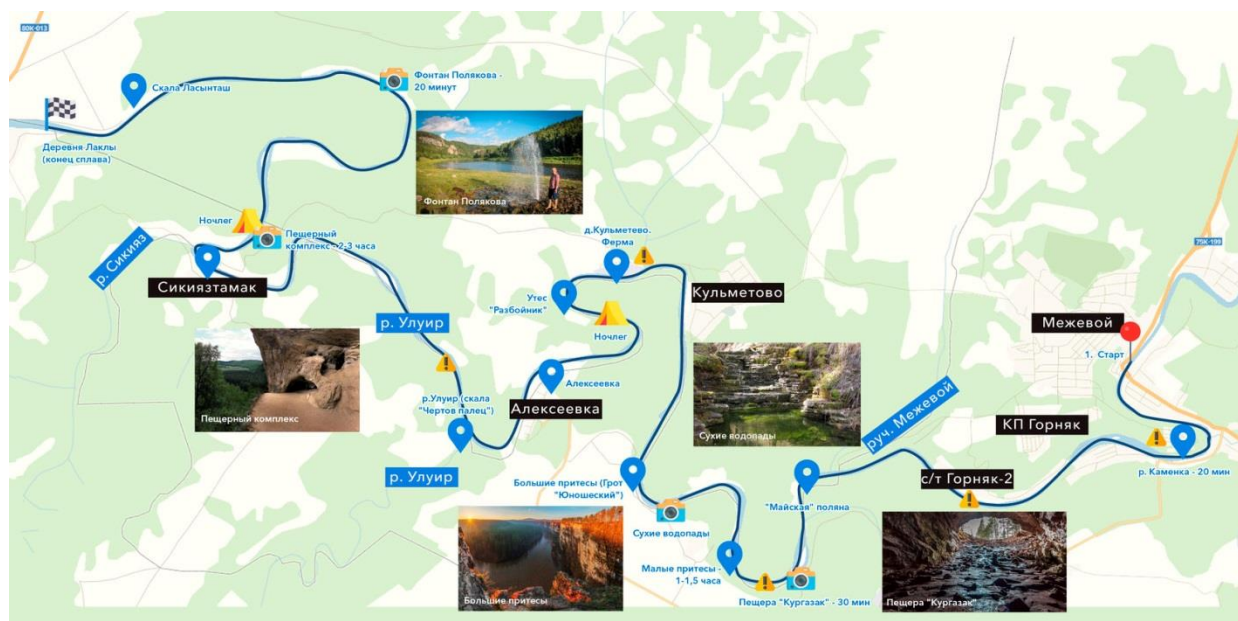 80К-013
Скала Ласынташ
Фонтан Полякова -
20 минут
Деревня Лаклы
(конец сплава)
Фонтан Полякова
Ночлег
Пещерный
комплекс - 2-3 часа
р. Сикияз
Сикиязтамак
д.Кульметево.
Ферма
75К-199
Утес
"Разбойник"
Кульметово
Ночлег
р. Улуир
Межевой
1. Старт
Пещерный комплекс
р.Улуир (скала
"Чертов палец")
Алексеевка
Алексеевка
Сухие водопады
руч. Межевой
КП Горняк
р. Каменка - 20 мин
р. Улуир
Большие притесы (Грот
"Юношеский")
"Майская" поляна
с/т Горняк-2
Сухие водопады
Малые притесы -
1-1,5 часа
Большие притесы
Пещера "Кургазак" - 30 мин
Пещера "Кургазак"